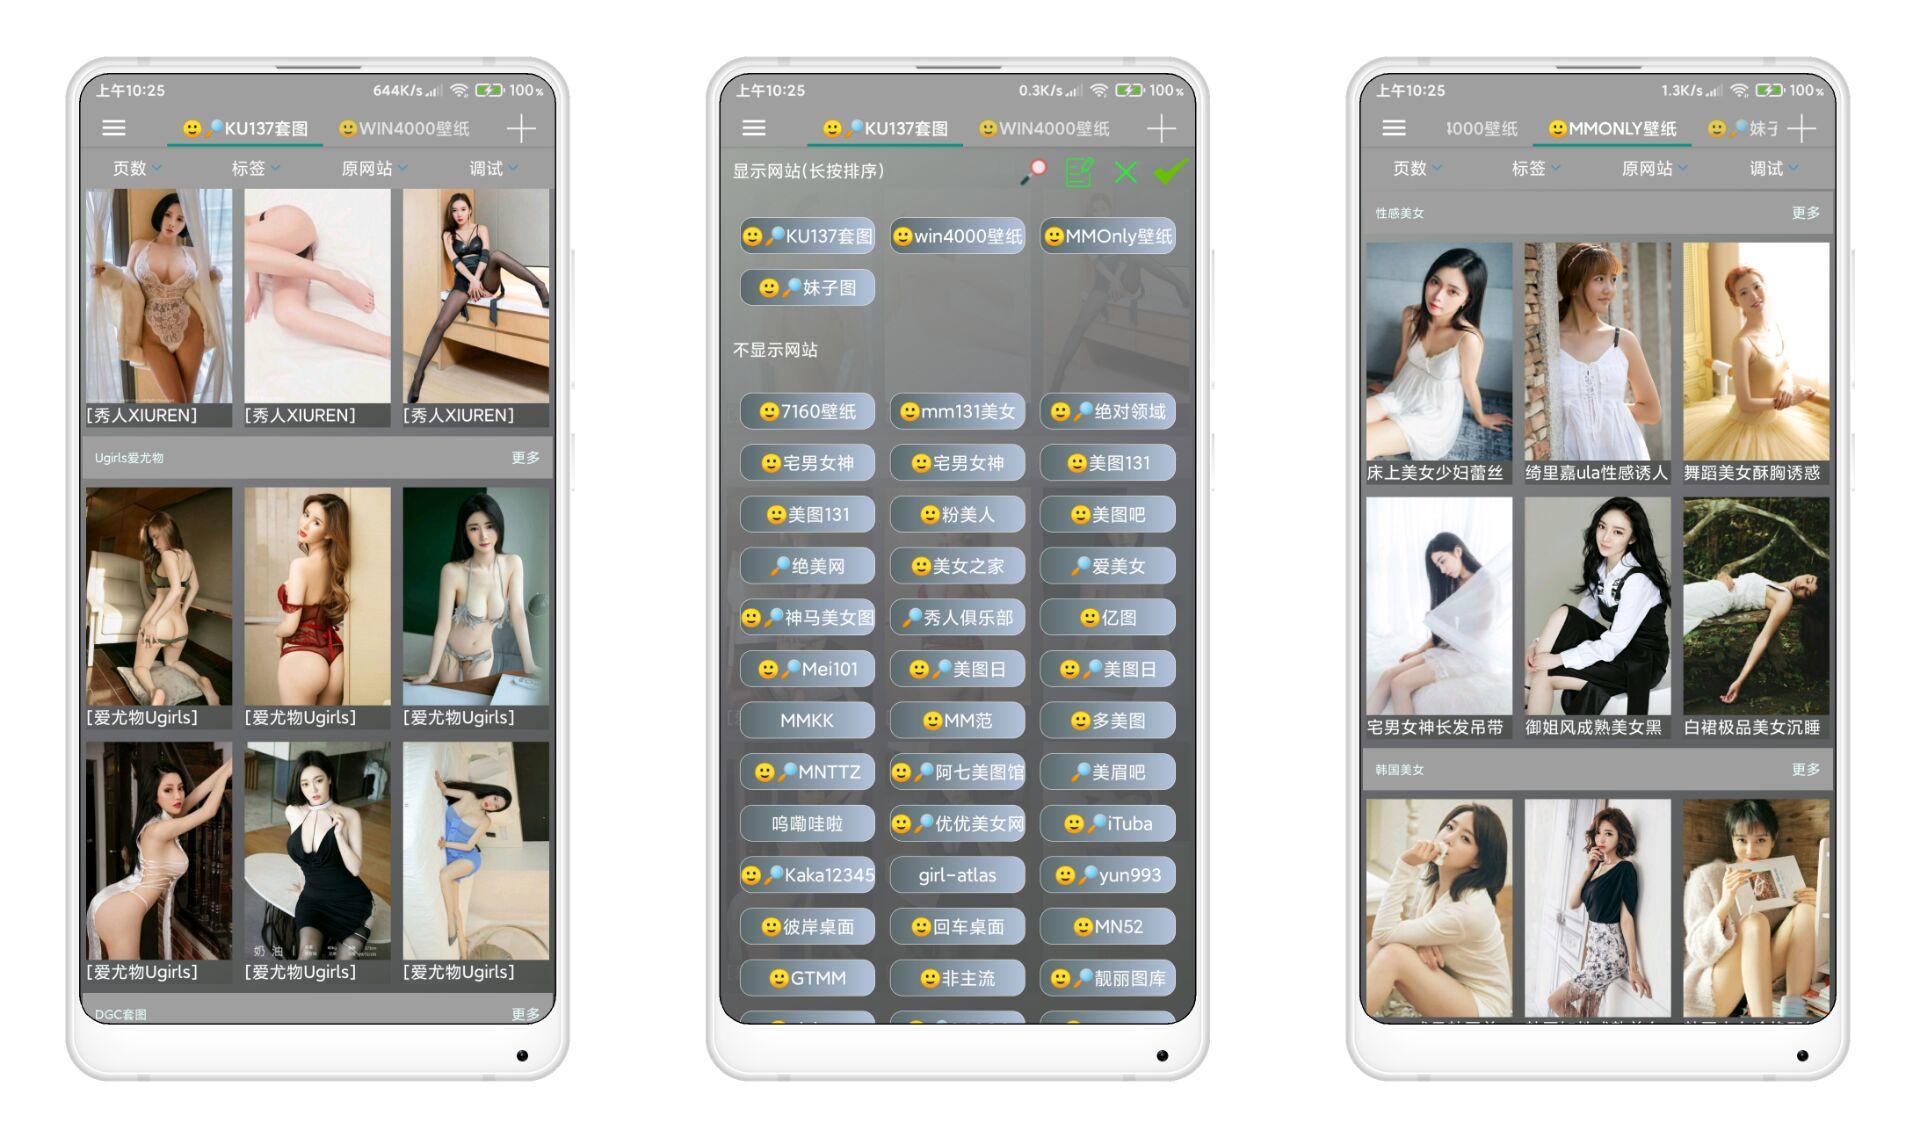 上午10:25
644K/s
100%
KU137套图
WIN4000壁纸
页数
标签
原网站
调试
[秀人XIUREN]
[秀人XIUREN]
[秀人XIUREN]
Ugirls爱尤物
更多
[爱尤物Ugirls]
[爱尤物Ugirls]
[爱尤物Ugirls]
奶油
[爱尤物Ugirls]
[爱尤物Ugirls]
[爱尤物Ugirls]
DGC套图
更多
上午10:25
0.3K/s
100%
KU137套图
WIN4000壁纸
显示网站(长按排序)
KU137套图
win4000壁纸
MMOnly壁纸
妹子图
不显示网站
7160壁纸
mm131美女
绝对领域
宅男女神
宅男女神
美图131
美图131
粉美人
美图吧
绝美网
美女之家
爱美女
神马美女图
秀人俱乐部
亿图
Mei101
美图日
美图日
MMKK
MM范
多美图
MNTTZ
阿七美图馆
美眉吧
呜嘞哇啦
优优美女网
iTuba
Kaka12345
girl-atlas
yun993
彼岸桌面
回车桌面
MN52
GTMM
非主流
靓丽图库
上午10:25
1.3K/s
100%
4000壁纸
MMONLY壁纸
妹子
页数
标签
原网站
调试
性感美女
更多
床上美女少妇蕾丝
绮里嘉ula性感诱人
舞蹈美女酥胸诱惑
宅男女神长发吊带
御姐风成熟美女黑
白裙极品美女沉睡
韩国美女
更多